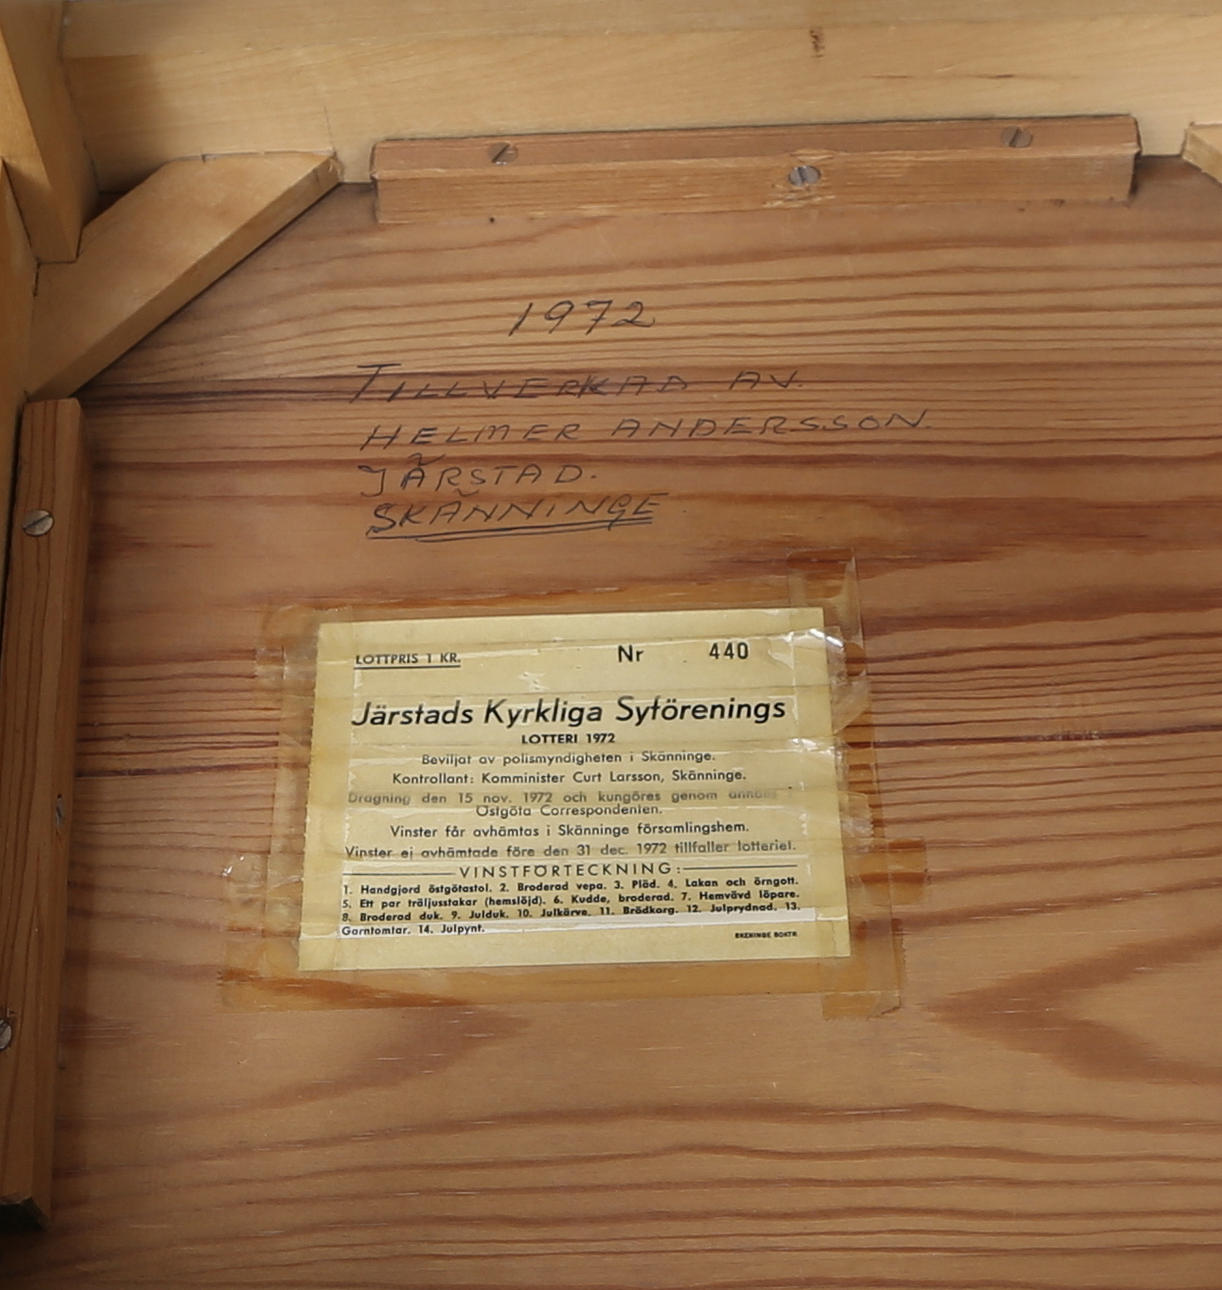 1972
TILLVERKAD AV.
HELMER ANDERSSON.
JÄRSTAD.
SKÄNNINGE
LOTTPRIS 1 KR. Nr 440
Järstads Kyrkliga Syförenings
LOTTERI 1972
Beviljat av polismyndigheten i Skänninge.
Kontrollant: Komminister Curt Larsson, Skänninge.
Dragning den 15 nov. 1972 och kungöres genom annons i
Östgöta Correspondenten.
Vinster får avhämtas i Skänninge församlingshem.
Vinster ej avhämtade före den 31 dec. 1972 tillfaller lotteriet.
VINSTFÖRTECKNING:
1. Handgjord östgötastol. 2. Broderad vepa. 3. Pläd. 4. Lakan och örngott.
5. Ett par träljusstakar (hemslöjd). 6. Kudde, broderad. 7. Hemvävd löpare.
8. Broderad duk. 9. Julduk. 10. Julkärve. 11. Brödkorg. 12. Julprydnad. 13.
Garntomtar. 14. Julpynt.
SKENINGE BOKTR